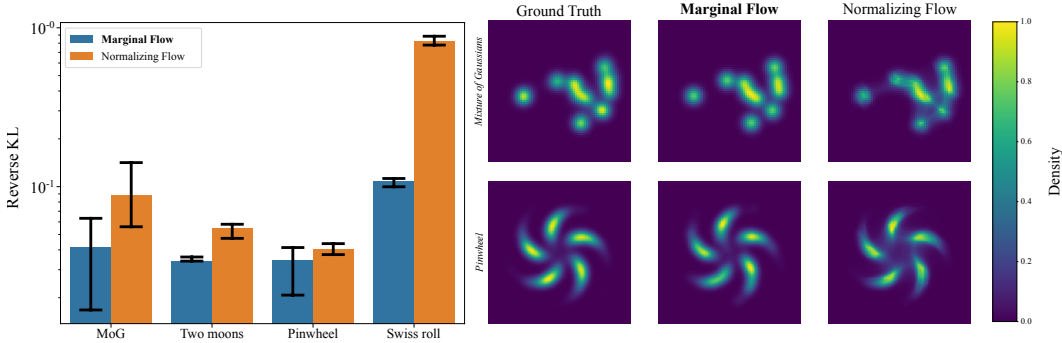 Reverse KL
10⁻⁰
10⁻¹
Marginal Flow
Normalizing Flow
MoG
Two moons
Pinwheel
Swiss roll
Ground Truth
Marginal Flow
Normalizing Flow
Mixture of Gaussians
Pinwheel
1.0
0.8
0.6
0.4
0.2
0.0
Density